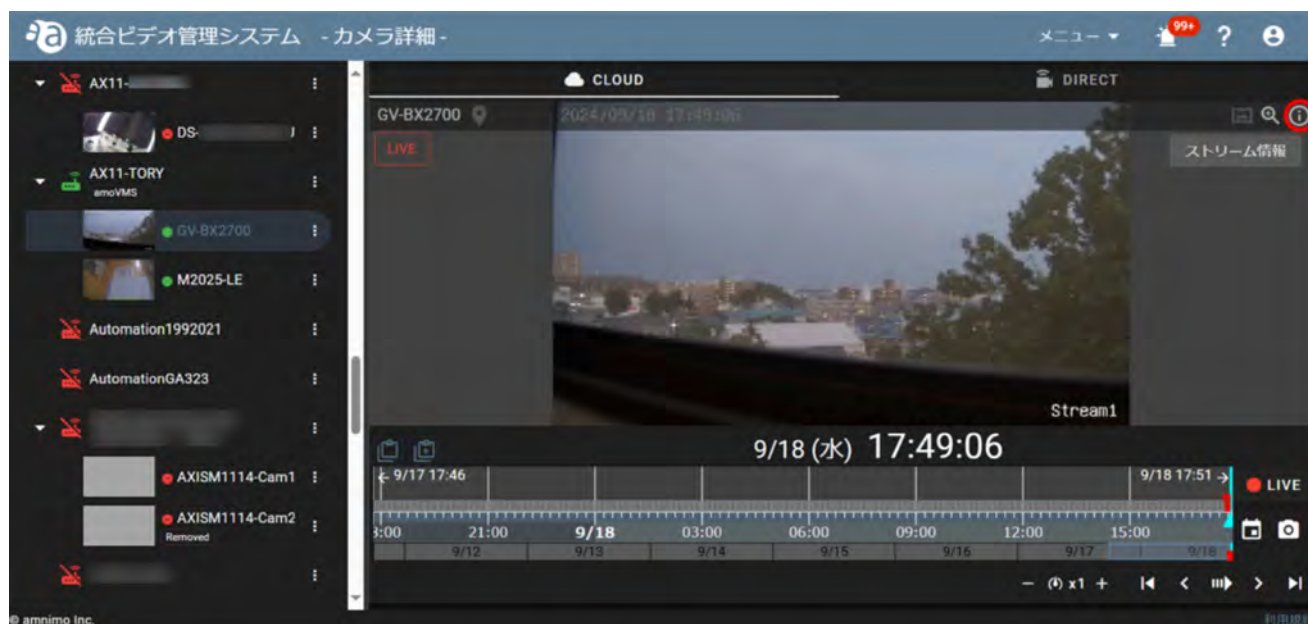 統合ビデオ管理システム - カメラ詳細 -
メニュー
99+
?
AX11-
DS-
AX11-TORY
amoVMS
GV-BX2700
M2025-LE
Automation1992021
AutomationGA323
AXISM1114-Cam1
AXISM1114-Cam2
Removed
CLOUD
DIRECT
GV-BX2700
2024/09/18 17:49:06
LIVE
ストリーム情報
Stream1
9/18 (水) 17:49:06
← 9/17 17:46
9/18 17:51 →
LIVE
3:00 21:00 9/18 03:00 06:00 09:00 12:00 15:00
9/12 9/13 9/14 9/15 9/16 9/17 9/18
− x1 +
© amnimo Inc.